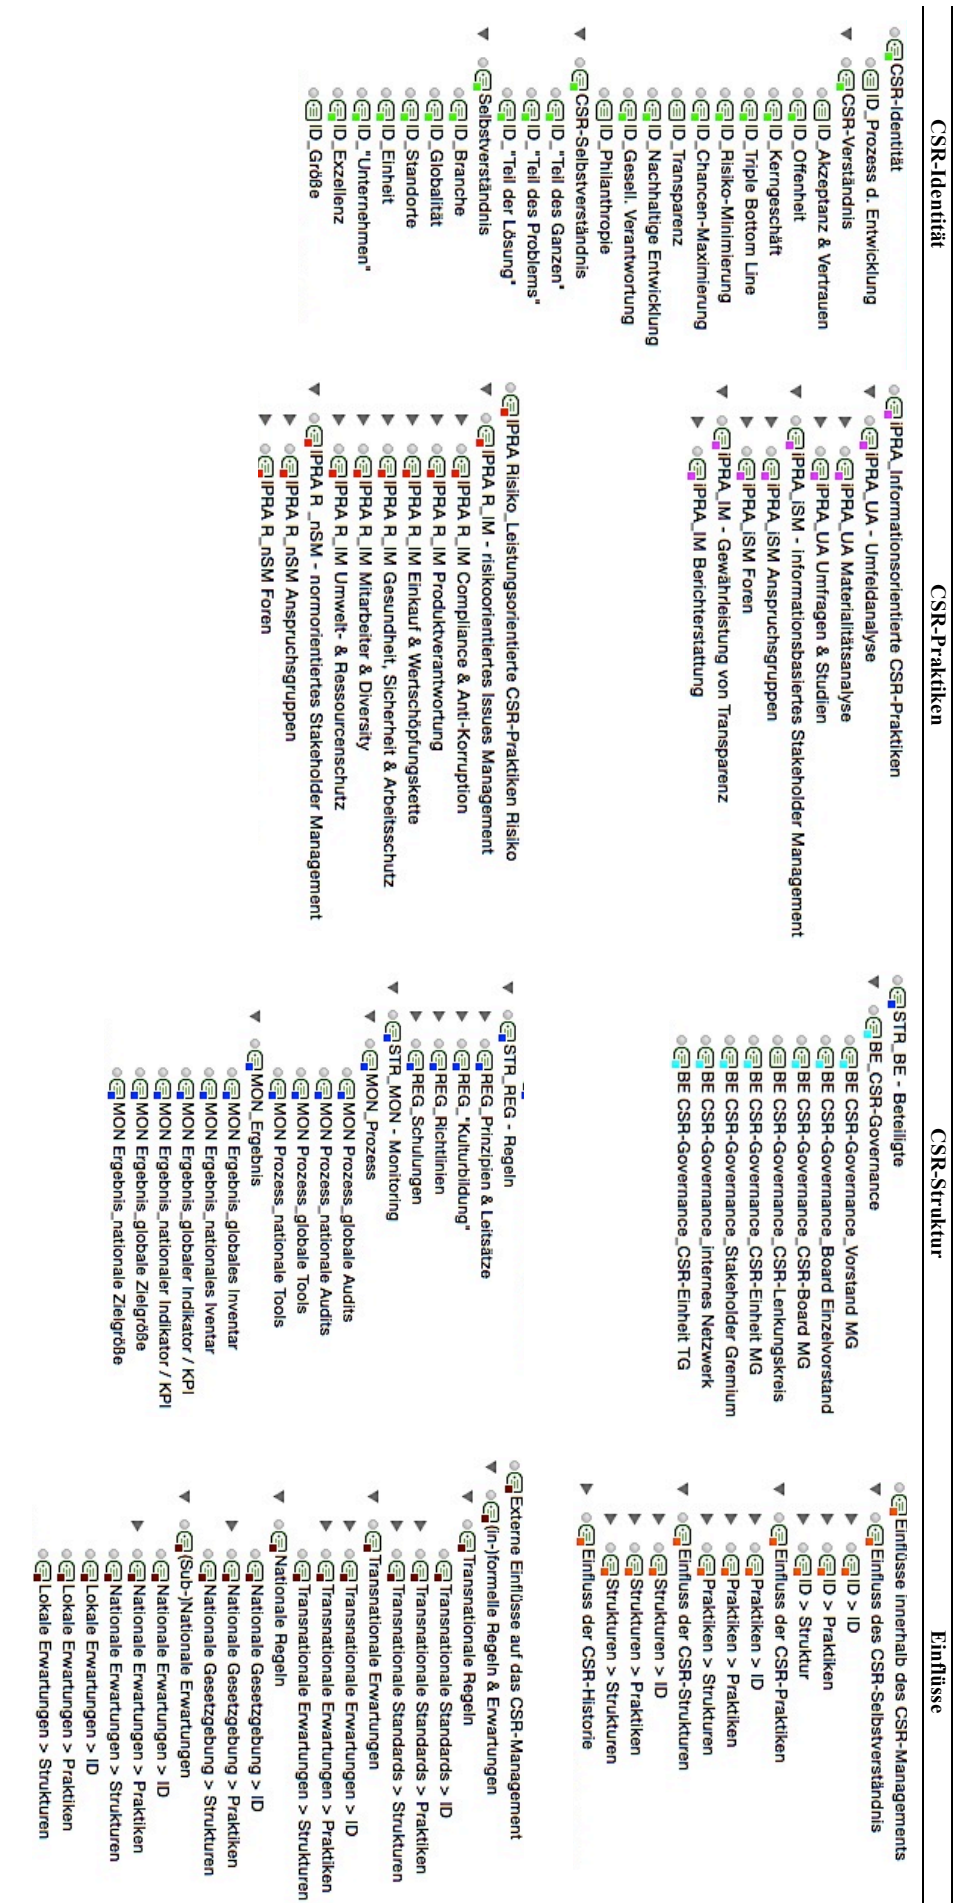 CSR-Identität
CSR-Identität
ID_Prozess d. Entwicklung
CSR-Verständnis
ID_Akzeptanz & Vertrauen
ID_Offenheit
ID_Kerngeschäft
ID_Triple Bottom Line
ID_Risiko-Minimierung
ID_Chancen-Maximierung
ID_Transparenz
ID_Nachhaltige Entwicklung
ID_Gesell. Verantwortung
ID_Philanthropie
CSR-Selbstverständnis
ID_"Teil des Ganzen"
ID_"Teil des Problems"
ID_"Teil der Lösung"
Selbstverständnis
ID_Branche
ID_Globalität
ID_Standorte
ID_Einheit
ID_"Unternehmen"
ID_Exzellenz
ID_Größe
CSR-Praktiken
iPRA_Informationsorientierte CSR-Praktiken
iPRA_UA - Umfeldanalyse
iPRA_UA Materialitätsanalyse
iPRA_UA Umfragen & Studien
iPRA_iSM - informationsbasiertes Stakeholder Management
iPRA_iSM Anspruchsgruppen
iPRA_iSM Foren
iPRA_IM - Gewährleistung von Transparenz
iPRA_IM Berichterstattung
lPRA Risiko_Leistungsorientierte CSR-Praktiken Risiko
lPRA R_IM - risikoorientiertes Issues Management
lPRA R_IM Compliance & Anti-Korruption
lPRA R_IM Produktverantwortung
lPRA R_IM Einkauf & Wertschöpfungskette
lPRA R_IM Gesundheit, Sicherheit & Arbeitsschutz
lPRA R_IM Mitarbeiter & Diversity
lPRA R_IM Umwelt- & Ressourcenschutz
lPRA R _nSM - normorientiertes Stakeholder Management
lPRA R_nSM Anspruchsgruppen
lPRA R_nSM Foren
CSR-Struktur
STR_BE - Beteiligte
BE_CSR-Governance
BE CSR-Governance_Vorstand MG
BE CSR-Governance_Board Einzelvorstand
BE CSR-Governance_CSR-Board MG
BE CSR-Governance_CSR-Lenkungskreis
BE CSR-Governance_CSR-Einheit MG
BE CSR-Governance_Stakeholder Gremium
BE CSR-Governance_internes Netzwerk
BE CSR-Governance_CSR-Einheit TG
STR_REG - Regeln
REG_Prinzipien & Leitsätze
REG_"Kulturbildung"
REG_Richtlinien
REG_Schulungen
STR_MON - Monitoring
MON_Prozess
MON Prozess_globale Audits
MON Prozess_nationale Audits
MON Prozess_globale Tools
MON Prozess_nationale Tools
MON_Ergebnis
MON Ergebnis_globales Inventar
MON Ergebnis_nationales Iventar
MON Ergebnis_globaler Indikator / KPI
MON Ergebnis_nationaler Indikator / KPI
MON Ergebnis_globale Zielgröße
MON Ergebnis_nationale Zielgröße
Einflüsse
Einflüsse innerhalb des CSR-Managements
Einfluss des CSR-Selbstverständnis
ID > ID
ID > Praktiken
ID > Struktur
Einfluss der CSR-Praktiken
Praktiken > ID
Praktiken > Praktiken
Praktiken > Strukturen
Einfluss der CSR-Strukturen
Strukturen > ID
Strukturen > Praktiken
Strukturen > Strukturen
Einfluss der CSR-Historie
Externe Einflüsse auf das CSR-Management
(in-)formelle Regeln & Erwartungen
Transnationale Regeln
Transnationale Standards > ID
Transnationale Standards > Praktiken
Transnationale Standards > Strukturen
Transnationale Erwartungen
Transnationale Erwartungen > ID
Transnationale Erwartungen > Praktiken
Transnationale Erwartungen > Strukturen
Nationale Regeln
Nationale Gesetzgebung > ID
Nationale Gesetzgebung > Praktiken
Nationale Gesetzgebung > Strukturen
(Sub-)Nationale Erwartungen
Nationale Erwartungen > ID
Nationale Erwartungen > Praktiken
Nationale Erwartungen > Strukturen
Lokale Erwartungen > ID
Lokale Erwartungen > Praktiken
Lokale Erwartungen > Strukturen